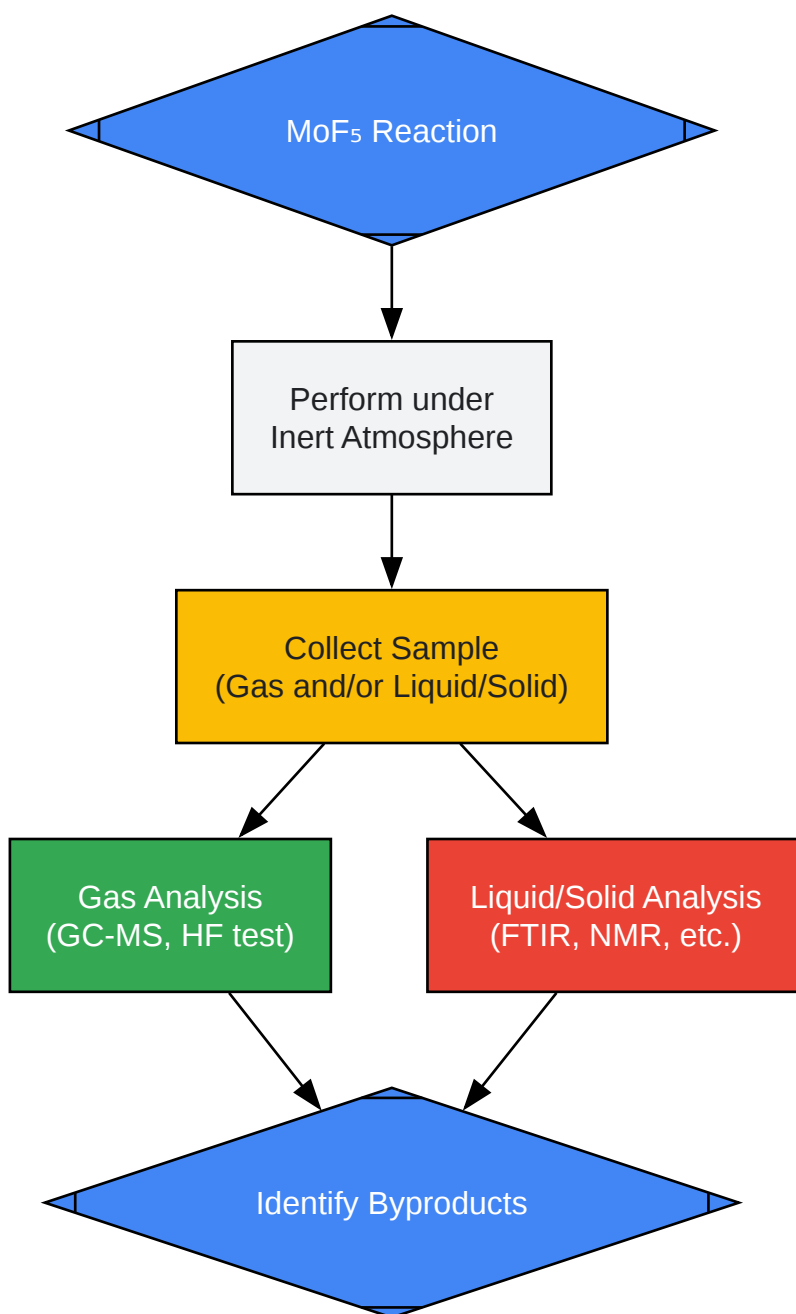 MoF₅ Reaction
Perform under
Inert Atmosphere
Collect Sample
(Gas and/or Liquid/Solid)
Gas Analysis
(GC-MS, HF test)
Liquid/Solid Analysis
(FTIR, NMR, etc.)
Identify Byproducts